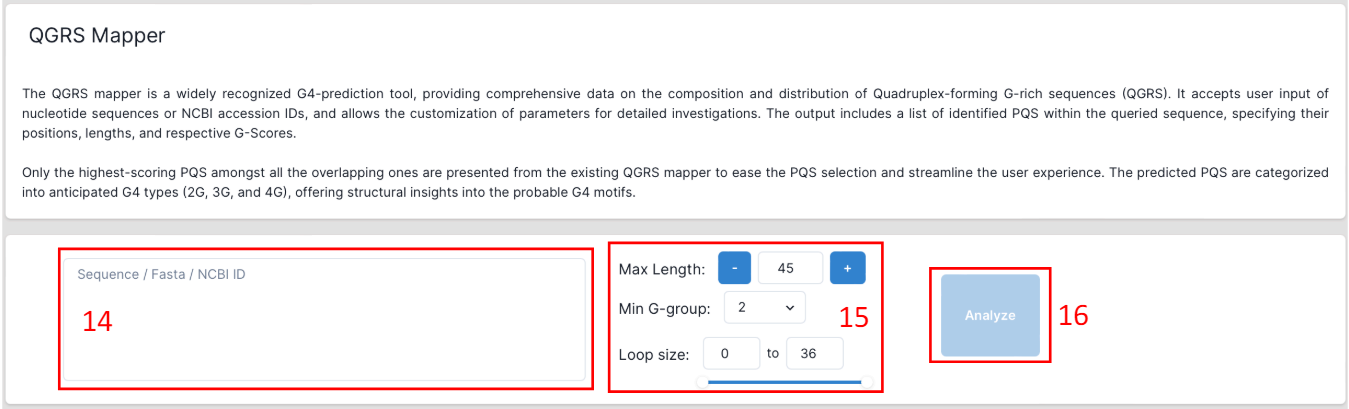 QGRS Mapper
The QGRS mapper is a widely recognized G4-prediction tool, providing comprehensive data on the composition and distribution of Quadruplex-forming G-rich sequences (QGRS). It accepts user input of
nucleotide sequences or NCBI accession IDs, and allows the customization of parameters for detailed investigations. The output includes a list of identified PQS within the queried sequence, specifying their
positions, lengths, and respective G-Scores.
Only the highest-scoring PQS amongst all the overlapping ones are presented from the existing QGRS mapper to ease the PQS selection and streamline the user experience. The predicted PQS are categorized
into anticipated G4 types (2G, 3G, and 4G), offering structural insights into the probable G4 motifs.
Sequence / Fasta / NCBI ID
14
Max Length: - 45 +
Min G-group: 2
15
Loop size: 0 to 36
Analyze
16